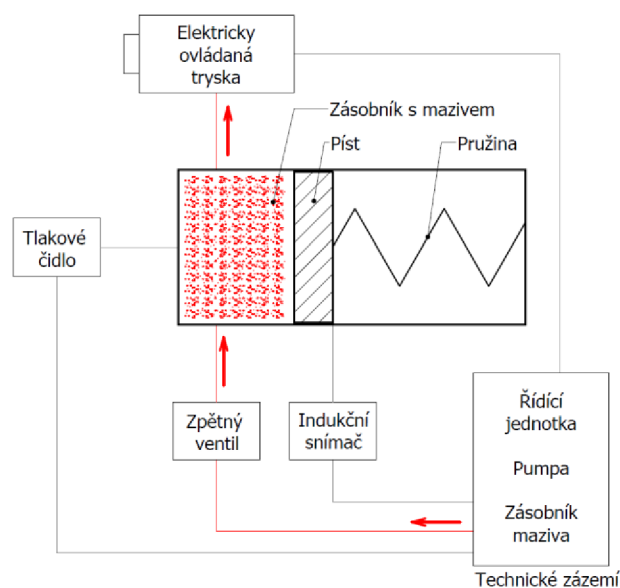 Elektricky
ovládaná
tryska
Zásobník s mazivem
Píst
Pružina
Tlakové
čidlo
Zpětný
ventil
Indukční
snímač
Řídící
jednotka
Pumpa
Zásobník
maziva
Technické zázemí